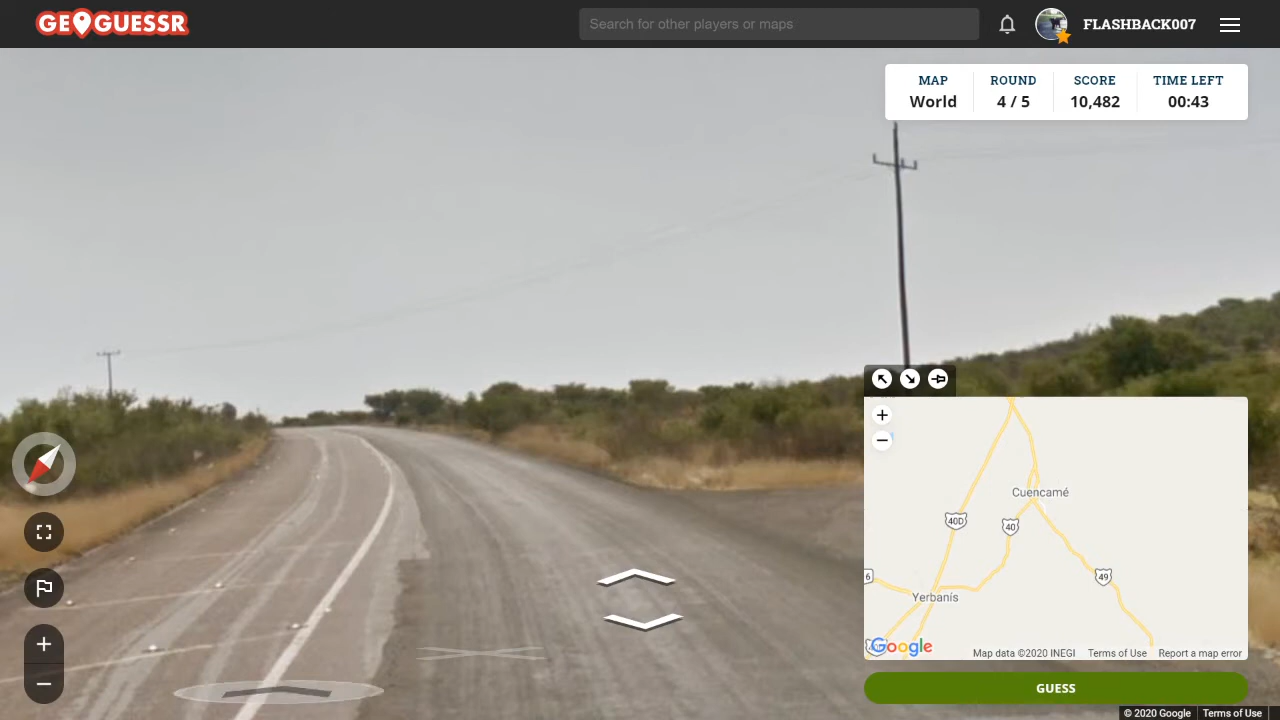 GEOGUESSR
Search for other players or maps
FLASHBACK007
MAP ROUND SCORE TIME LEFT
World 4 / 5 10,482 00:43
Cuencamé
40D
40
6
49
Yerbanís
Google
Map data ©2020 INEGI Terms of Use Report a map error
GUESS
© 2020 Google Terms of Use